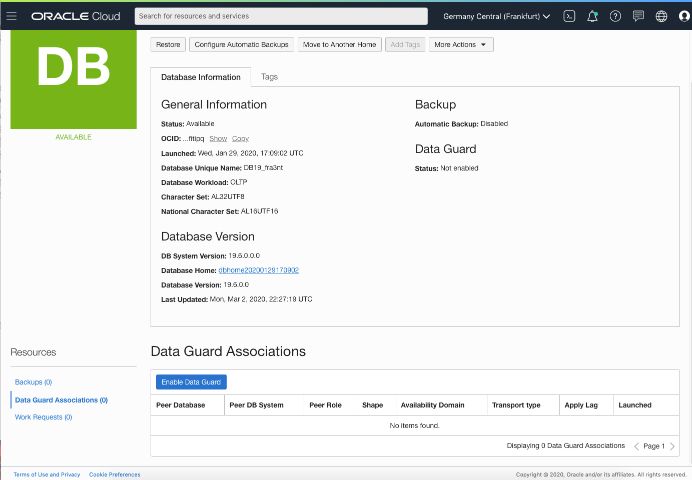 ORACLE Cloud
Search for resources and services
Germany Central (Frankfurt)
DB
AVAILABLE
Restore
Configure Automatic Backups
Move to Another Home
Add Tags
More Actions
Database Information
Tags
General Information
Status: Available
OCID: ...fitipq Show Copy
Launched: Wed, Jan 29, 2020, 17:09:02 UTC
Database Unique Name: DB19_fra3nt
Database Workload: OLTP
Character Set: AL32UTF8
National Character Set: AL16UTF16
Database Version
DB System Version: 19.6.0.0.0
Database Home: dbhome20200129170902
Database Version: 19.6.0.0
Last Updated: Mon, Mar 2, 2020, 22:27:19 UTC
Backup
Automatic Backup: Disabled
Data Guard
Status: Not enabled
Resources
Backups (0)
Data Guard Associations (0)
Work Requests (0)
Data Guard Associations
Enable Data Guard
Peer Database Peer DB System Peer Role Shape Availability Domain Transport type Apply Lag Launched
No items found.
Displaying 0 Data Guard Associations < Page 1 >
Terms of Use and Privacy Cookie Preferences
Copyright © 2020, Oracle and/or its affiliates. All rights reserved.